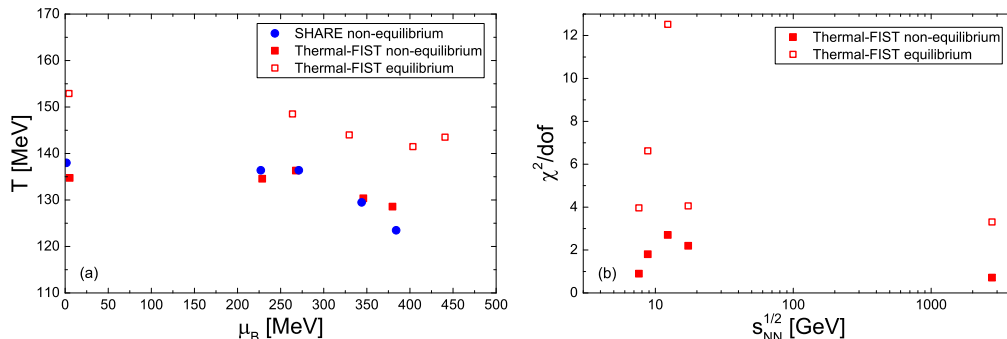 SHARE non-equilibrium
Thermal-FIST non-equilibrium
Thermal-FIST equilibrium
170
160
150
140
130
120
110
T [MeV]
(a)
0 50 100 150 200 250 300 350 400 450 500
μ_B [MeV]
Thermal-FIST non-equilibrium
Thermal-FIST equilibrium
12
10
8
6
4
2
0
χ²/dof
(b)
10 100 1000
s_NN^1/2 [GeV]